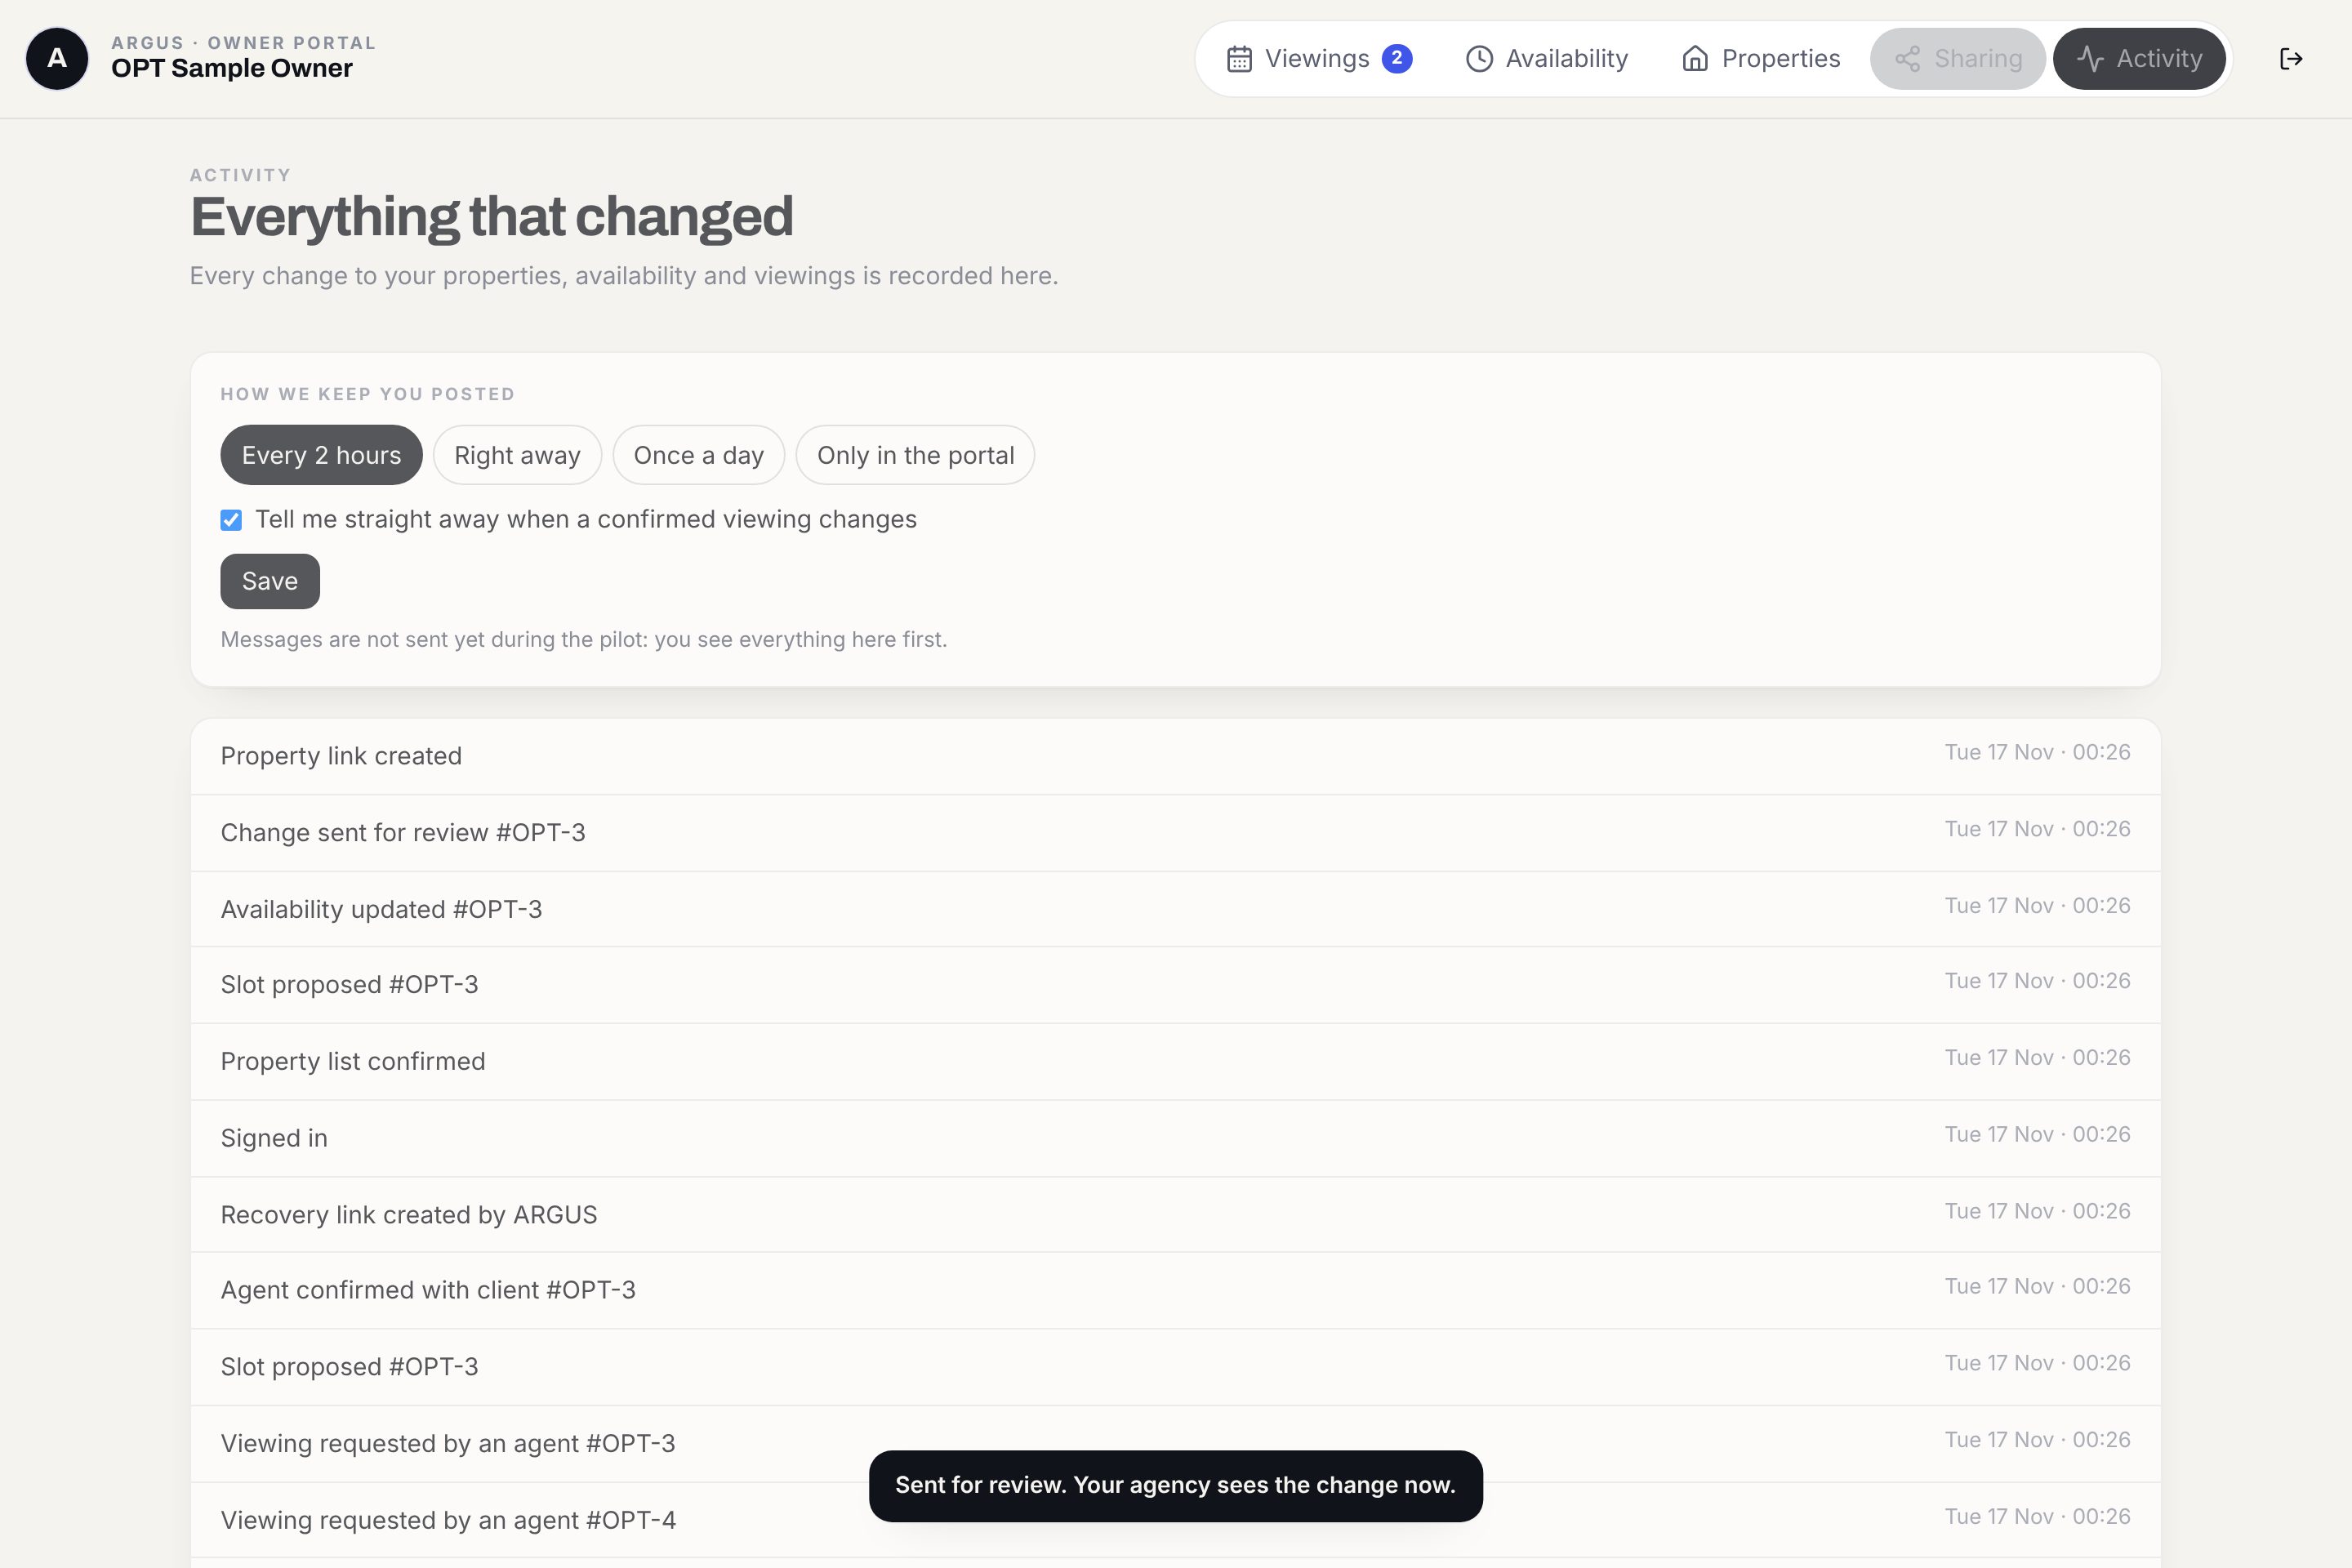 A
ARGUS · OWNER PORTAL
OPT Sample Owner
Viewings 2
Availability
Properties
Sharing
Activity
ACTIVITY
Everything that changed
Every change to your properties, availability and viewings is recorded here.
HOW WE KEEP YOU POSTED
Every 2 hours
Right away
Once a day
Only in the portal
Tell me straight away when a confirmed viewing changes
Save
Messages are not sent yet during the pilot: you see everything here first.
Property link created Tue 17 Nov · 00:26
Change sent for review #OPT-3 Tue 17 Nov · 00:26
Availability updated #OPT-3 Tue 17 Nov · 00:26
Slot proposed #OPT-3 Tue 17 Nov · 00:26
Property list confirmed Tue 17 Nov · 00:26
Signed in Tue 17 Nov · 00:26
Recovery link created by ARGUS Tue 17 Nov · 00:26
Agent confirmed with client #OPT-3 Tue 17 Nov · 00:26
Slot proposed #OPT-3 Tue 17 Nov · 00:26
Viewing requested by an agent #OPT-3 Tue 17 Nov · 00:26
Sent for review. Your agency sees the change now.
Viewing requested by an agent #OPT-4 Tue 17 Nov · 00:26